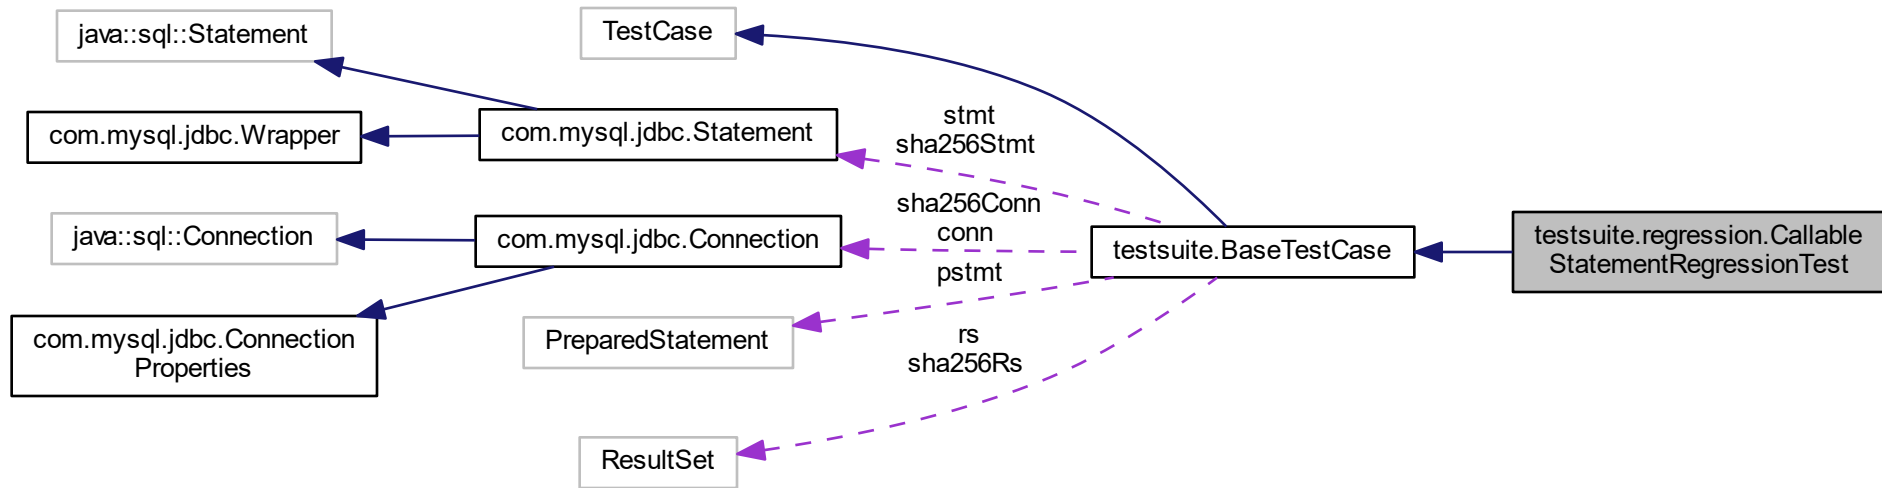 java::sql::Statement
TestCase
com.mysql.jdbc.Wrapper
com.mysql.jdbc.Statement
stmt
sha256Stmt
java::sql::Connection
com.mysql.jdbc.Connection
sha256Conn
conn
testsuite.BaseTestCase
testsuite.regression.Callable
StatementRegressionTest
pstmt
com.mysql.jdbc.Connection
Properties
PreparedStatement
rs
sha256Rs
ResultSet